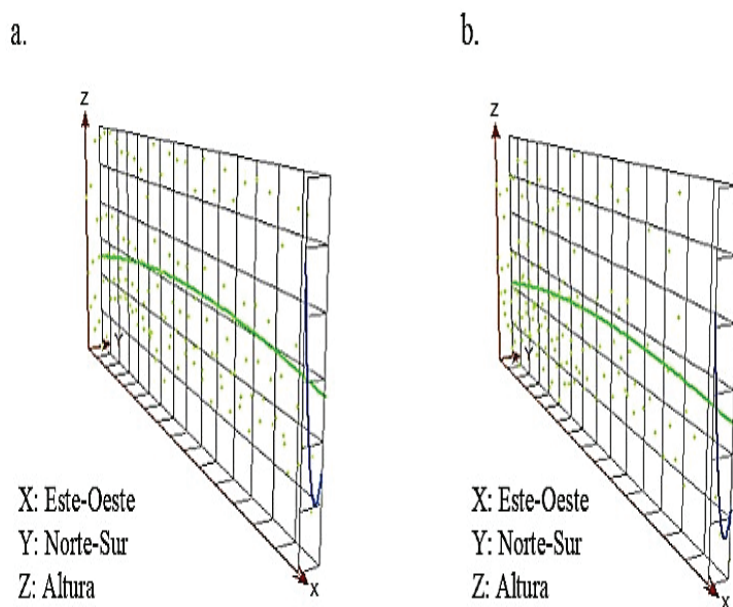 a.
Z
Y
X
X: Este-Oeste
Y: Norte-Sur
Z: Altura
b.
Z
Y
X
X: Este-Oeste
Y: Norte-Sur
Z: Altura